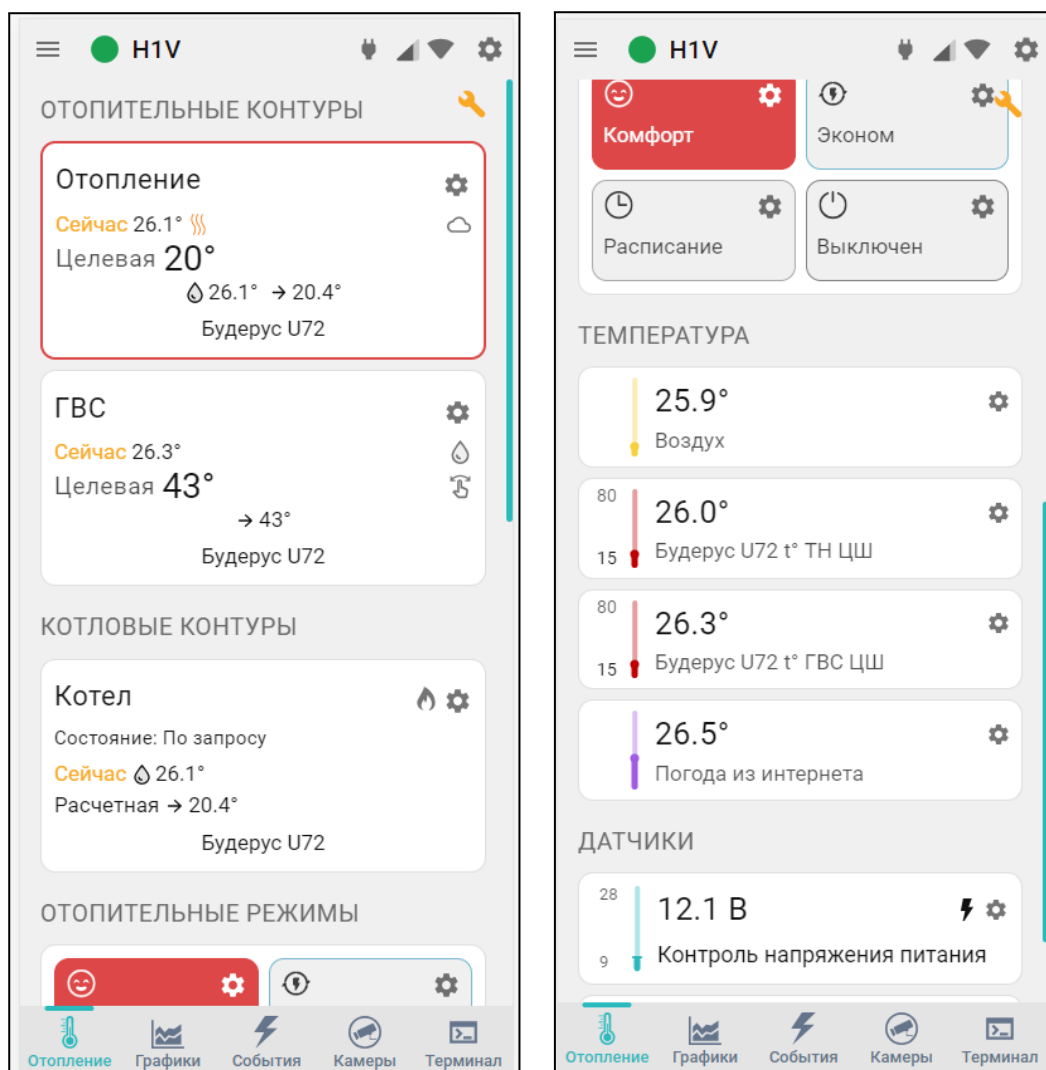 H1V
ОТОПИТЕЛЬНЫЕ КОНТУРЫ
Отопление
Сейчас 26.1°
Целевая 20°
26.1° → 20.4°
Будерус U72
ГВС
Сейчас 26.3°
Целевая 43°
→ 43°
Будерус U72
КОТЛОВЫЕ КОНТУРЫ
Котел
Состояние: По запросу
Сейчас 26.1°
Расчетная → 20.4°
Будерус U72
ОТОПИТЕЛЬНЫЕ РЕЖИМЫ
Отопление Графики События Камеры Терминал
H1V
Комфорт Эконом
Расписание Выключен
ТЕМПЕРАТУРА
25.9°
Воздух
80
26.0°
15 Будерус U72 t° ТН ЦШ
80
26.3°
15 Будерус U72 t° ГВС ЦШ
26.5°
Погода из интернета
ДАТЧИКИ
28
12.1 В
9 Контроль напряжения питания
Отопление Графики События Камеры Терминал